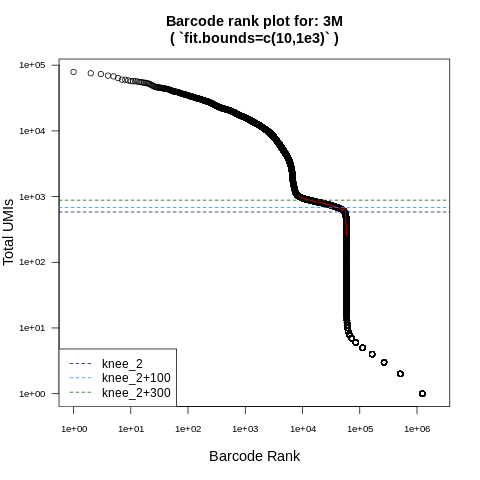 Barcode rank plot for: 3M
( `fit.bounds=c(10,1e3)` )
Total UMIs
1e+05
1e+04
1e+03
1e+02
1e+01
1e+00
knee_2
knee_2+100
knee_2+300
1e+00 1e+01 1e+02 1e+03 1e+04 1e+05 1e+06
Barcode Rank